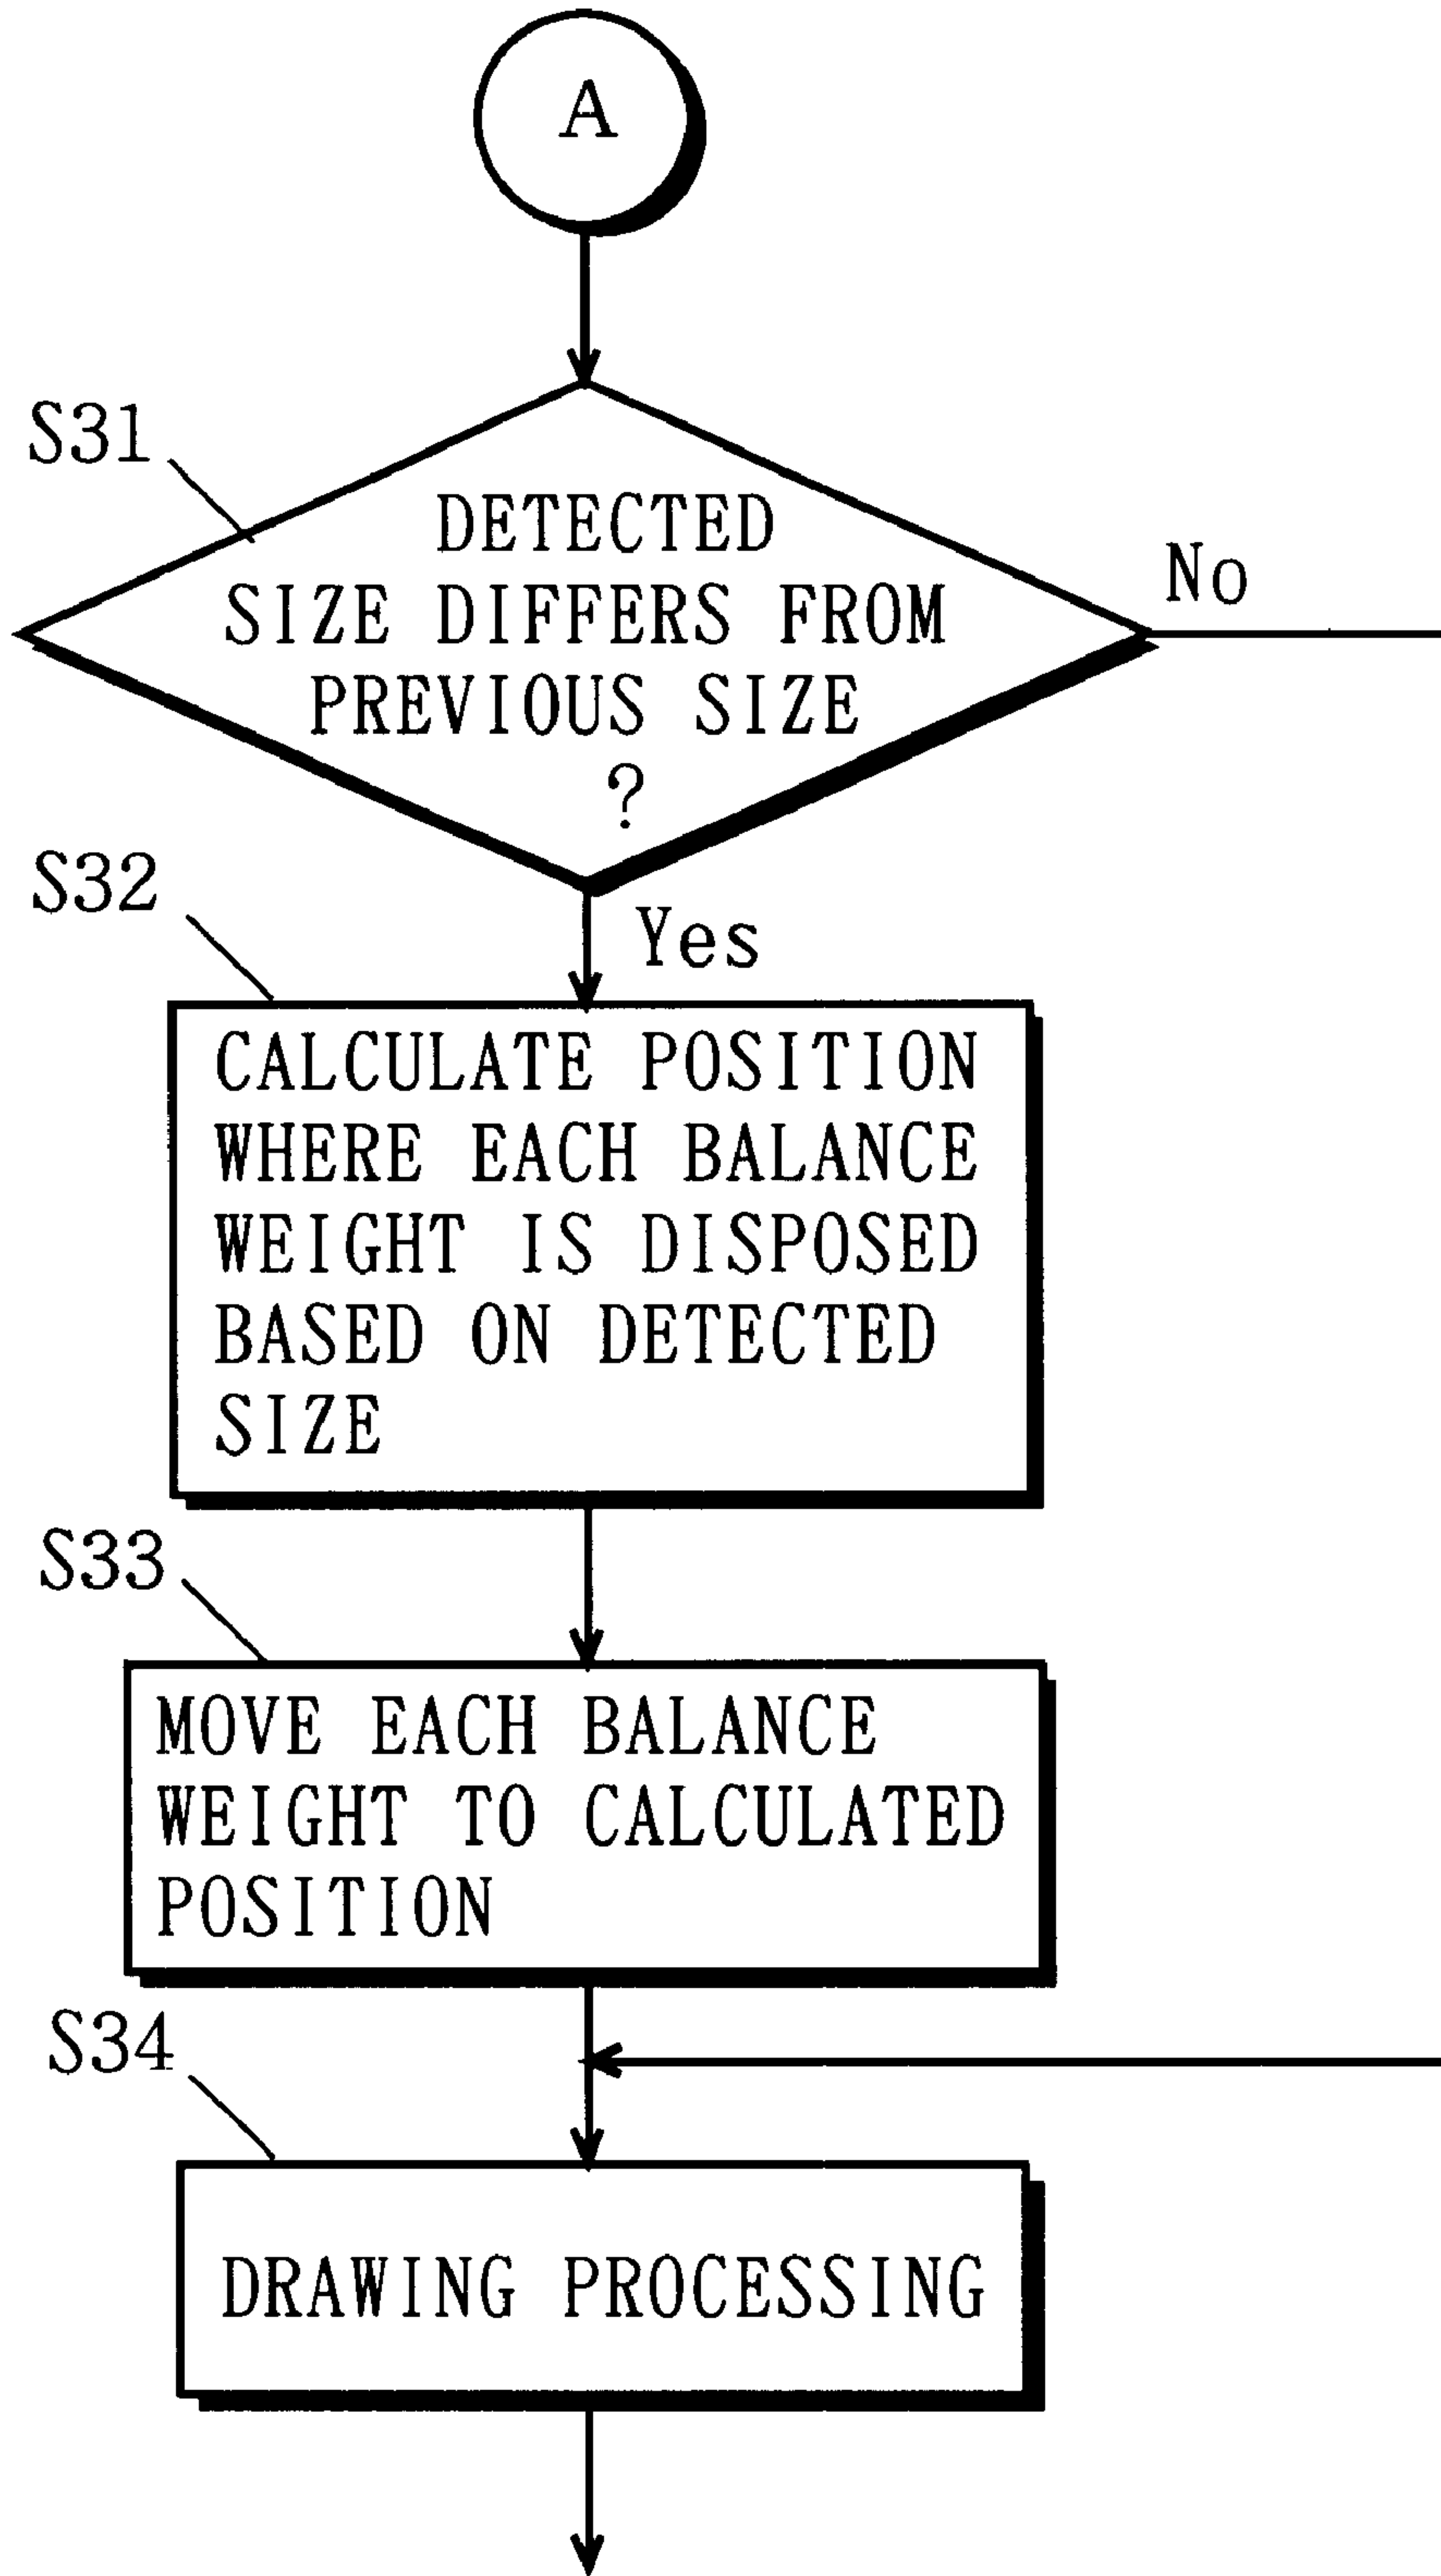 A
S31
DETECTED
SIZE DIFFERS FROM
PREVIOUS SIZE
?
No
S32
Yes
CALCULATE POSITION
WHERE EACH BALANCE
WEIGHT IS DISPOSED
BASED ON DETECTED
SIZE
S33
MOVE EACH BALANCE
WEIGHT TO CALCULATED
POSITION
S34
DRAWING PROCESSING